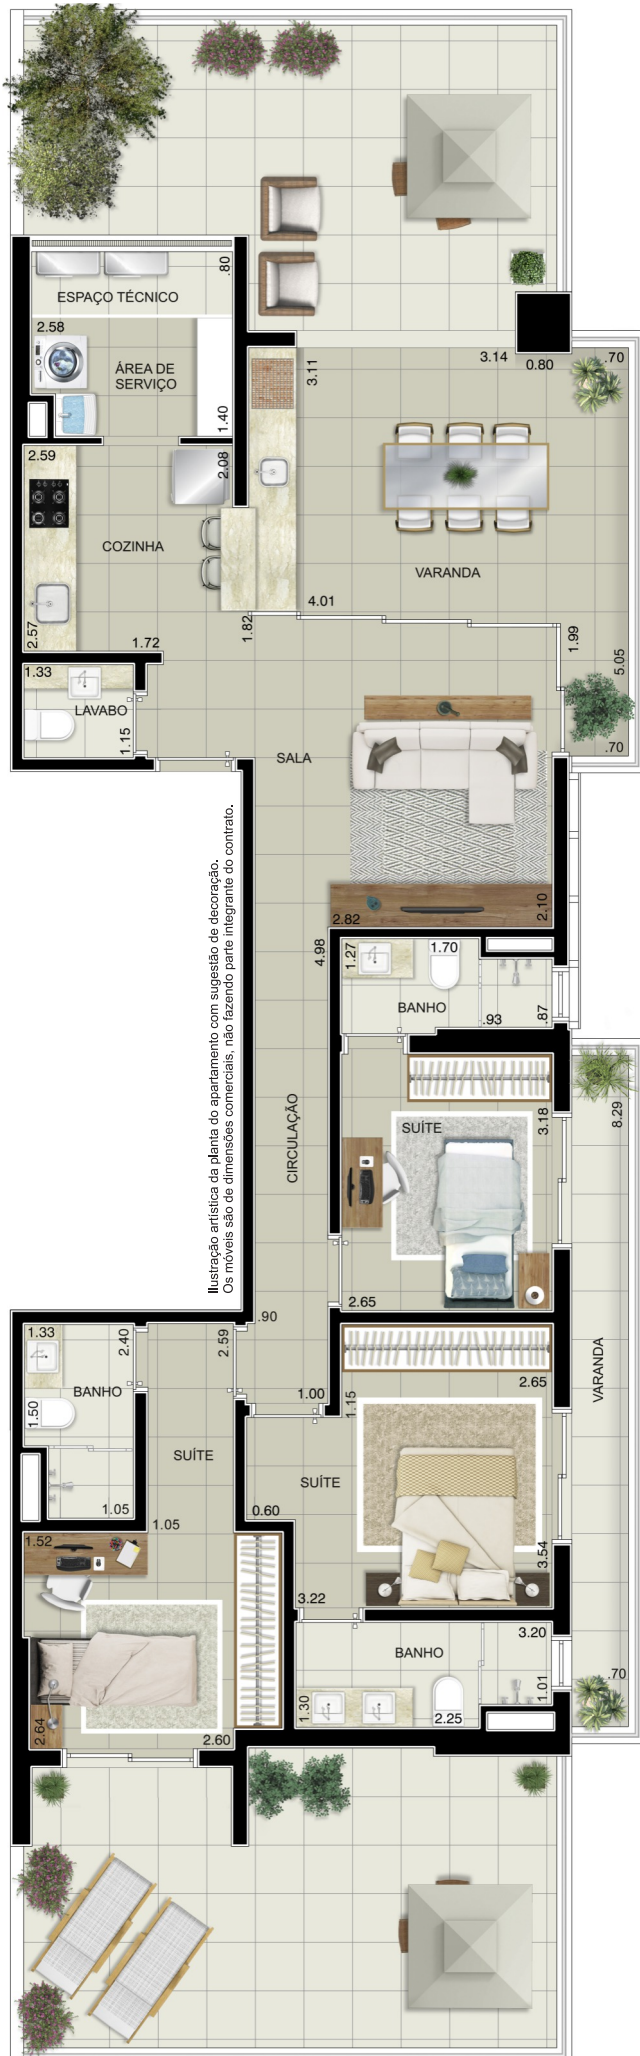 .80
ESPAÇO TÉCNICO
2.58
ÁREA DE
SERVIÇO
1.40
3.11
3.14
0.80
.70
2.59
2.08
COZINHA
VARANDA
4.01
2.57
1.72
1.82
1.99
5.05
1.33
LAVABO
1.15
SALA
.70
Ilustração artística da planta do apartamento com sugestão de decoração.
Os móveis são de dimensões comerciais, não fazendo parte integrante do contrato.
2.82
2.10
4.98
1.27
1.70
BANHO
.93
.87
CIRCULAÇÃO
SUÍTE
3.18
8.29
2.65
.90
1.33
2.40
2.59
BANHO
1.50
1.00
1.15
2.65
VARANDA
SUÍTE
SUÍTE
1.05
1.05
0.60
1.52
3.54
3.22
BANHO
3.20
1.01
.70
1.30
2.25
2.64
2.60